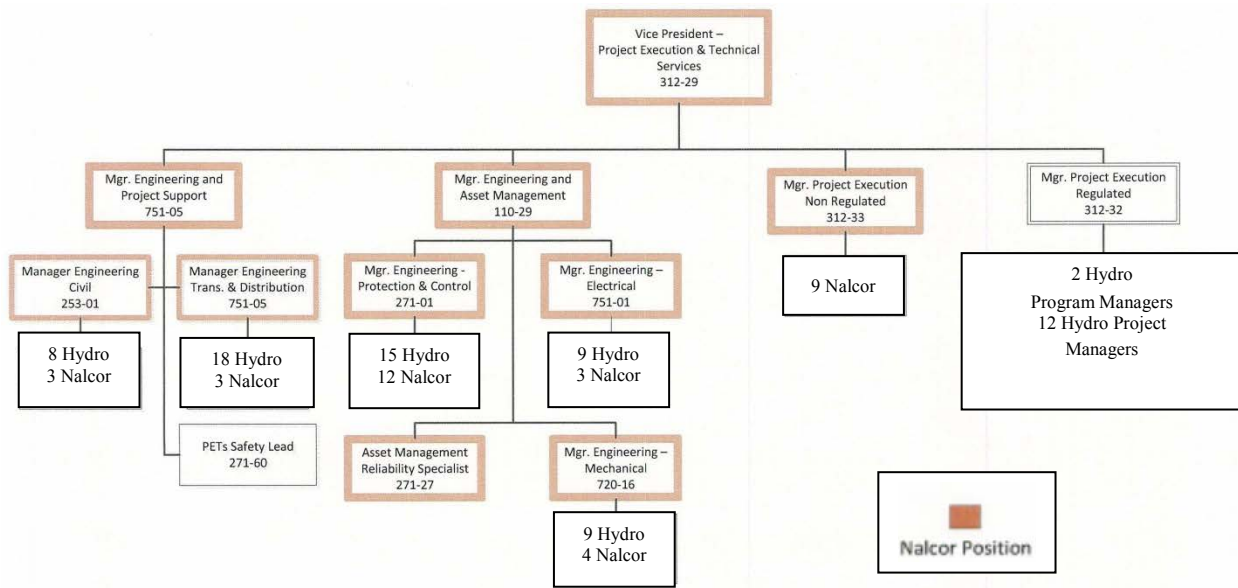 Vice President –
Project Execution & Technical
Services
312-29
Mgr. Engineering and
Project Support
751-05
Mgr. Engineering and
Asset Management
110-29
Mgr. Project Execution
Non Regulated
312-33
Mgr. Project Execution
Regulated
312-32
Manager Engineering
Civil
253-01
Manager Engineering
Trans. & Distribution
751-05
Mgr. Engineering -
Protection & Control
271-01
Mgr. Engineering –
Electrical
751-01
9 Nalcor
2 Hydro
Program Managers
12 Hydro Project
Managers
8 Hydro
3 Nalcor
18 Hydro
3 Nalcor
15 Hydro
12 Nalcor
9 Hydro
3 Nalcor
PETs Safety Lead
271-60
Asset Management
Reliability Specialist
271-27
Mgr. Engineering –
Mechanical
720-16
9 Hydro
4 Nalcor
Nalcor Position